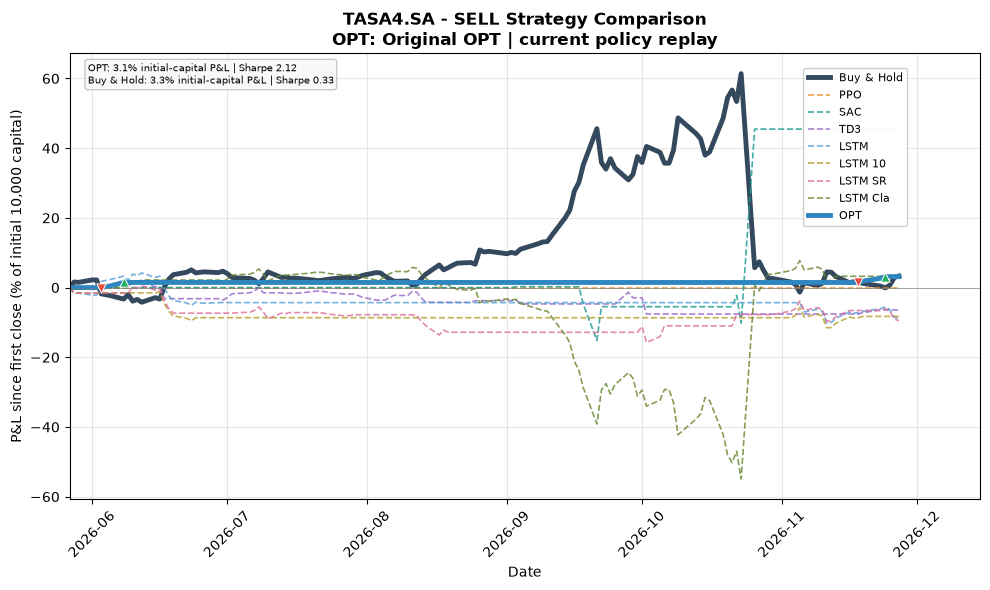 TASA4.SA - SELL Strategy Comparison
OPT: Original OPT | current policy replay
OPT: 3.1% initial-capital P&L | Sharpe 2.12
Buy & Hold: 3.3% initial-capital P&L | Sharpe 0.33
Buy & Hold
PPO
SAC
TD3
LSTM
LSTM 10
LSTM SR
LSTM Cla
OPT
P&L since first close (% of initial 10,000 capital)
60
40
20
0
−20
−40
−60
2026-06
2026-07
2026-08
2026-09
2026-10
2026-11
2026-12
Date